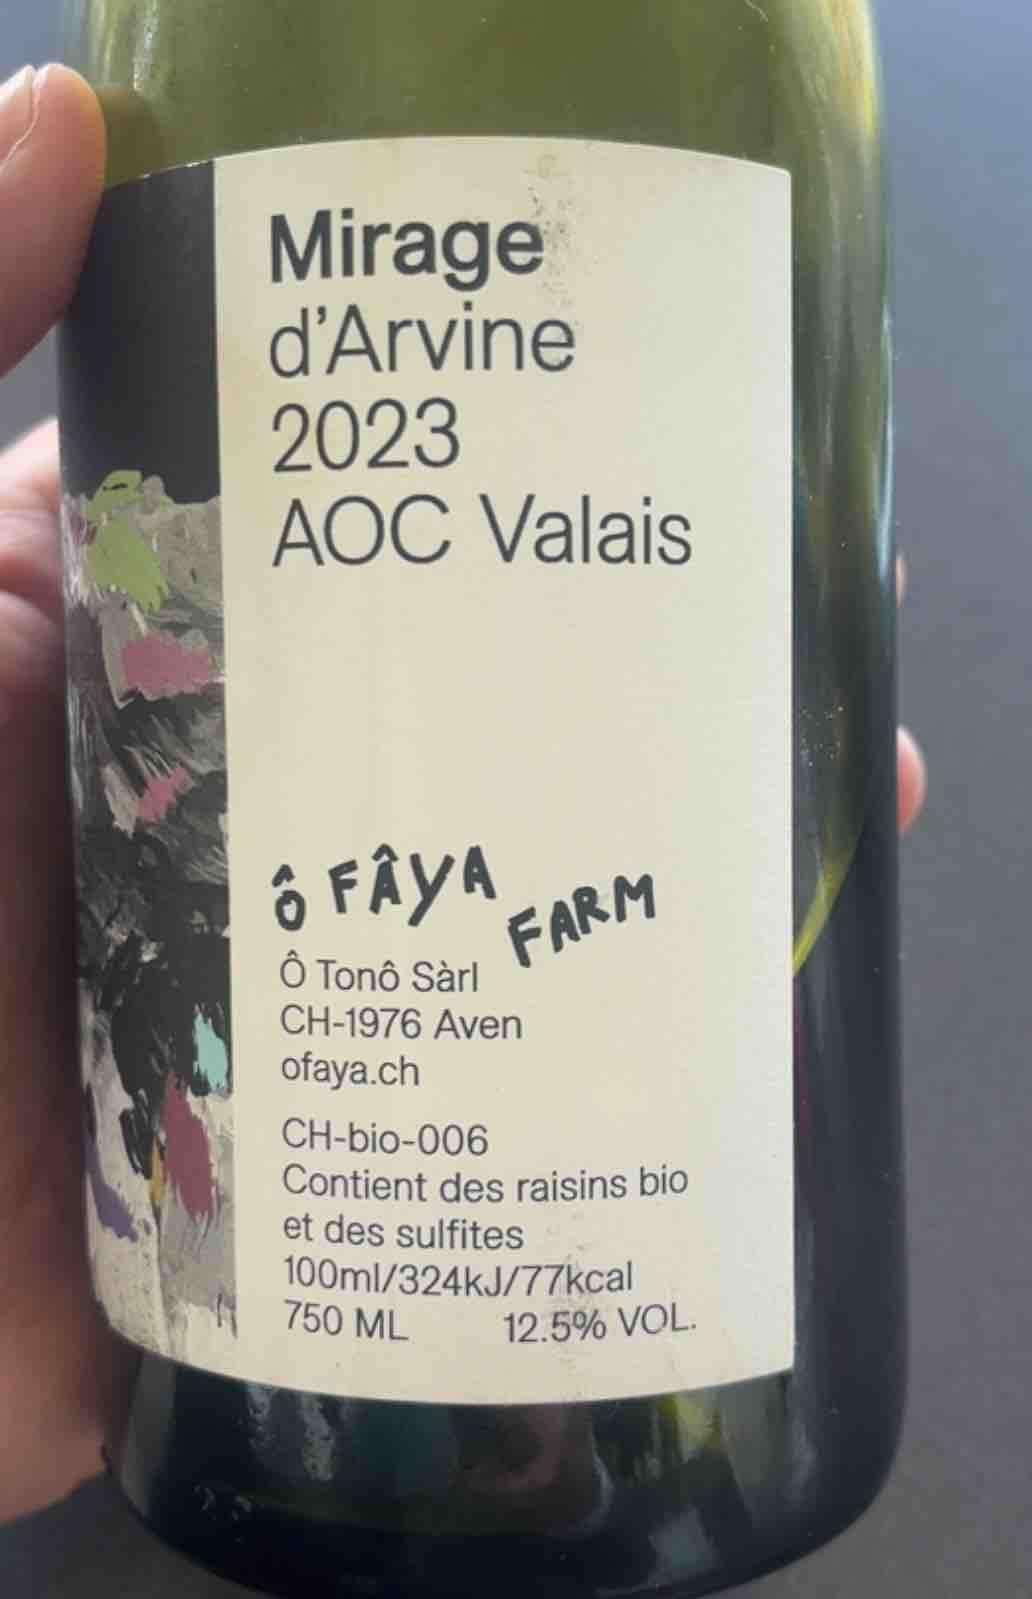 Mirage
d'Arvine
2023
AOC Valais
Ô FÂYA FARM
Ô Tonô Sàrl
CH-1976 Aven
ofaya.ch
CH-bio-006
Contient des raisins bio
et des sulfites
100ml/324kJ/77kcal
750 ML 12.5% VOL.